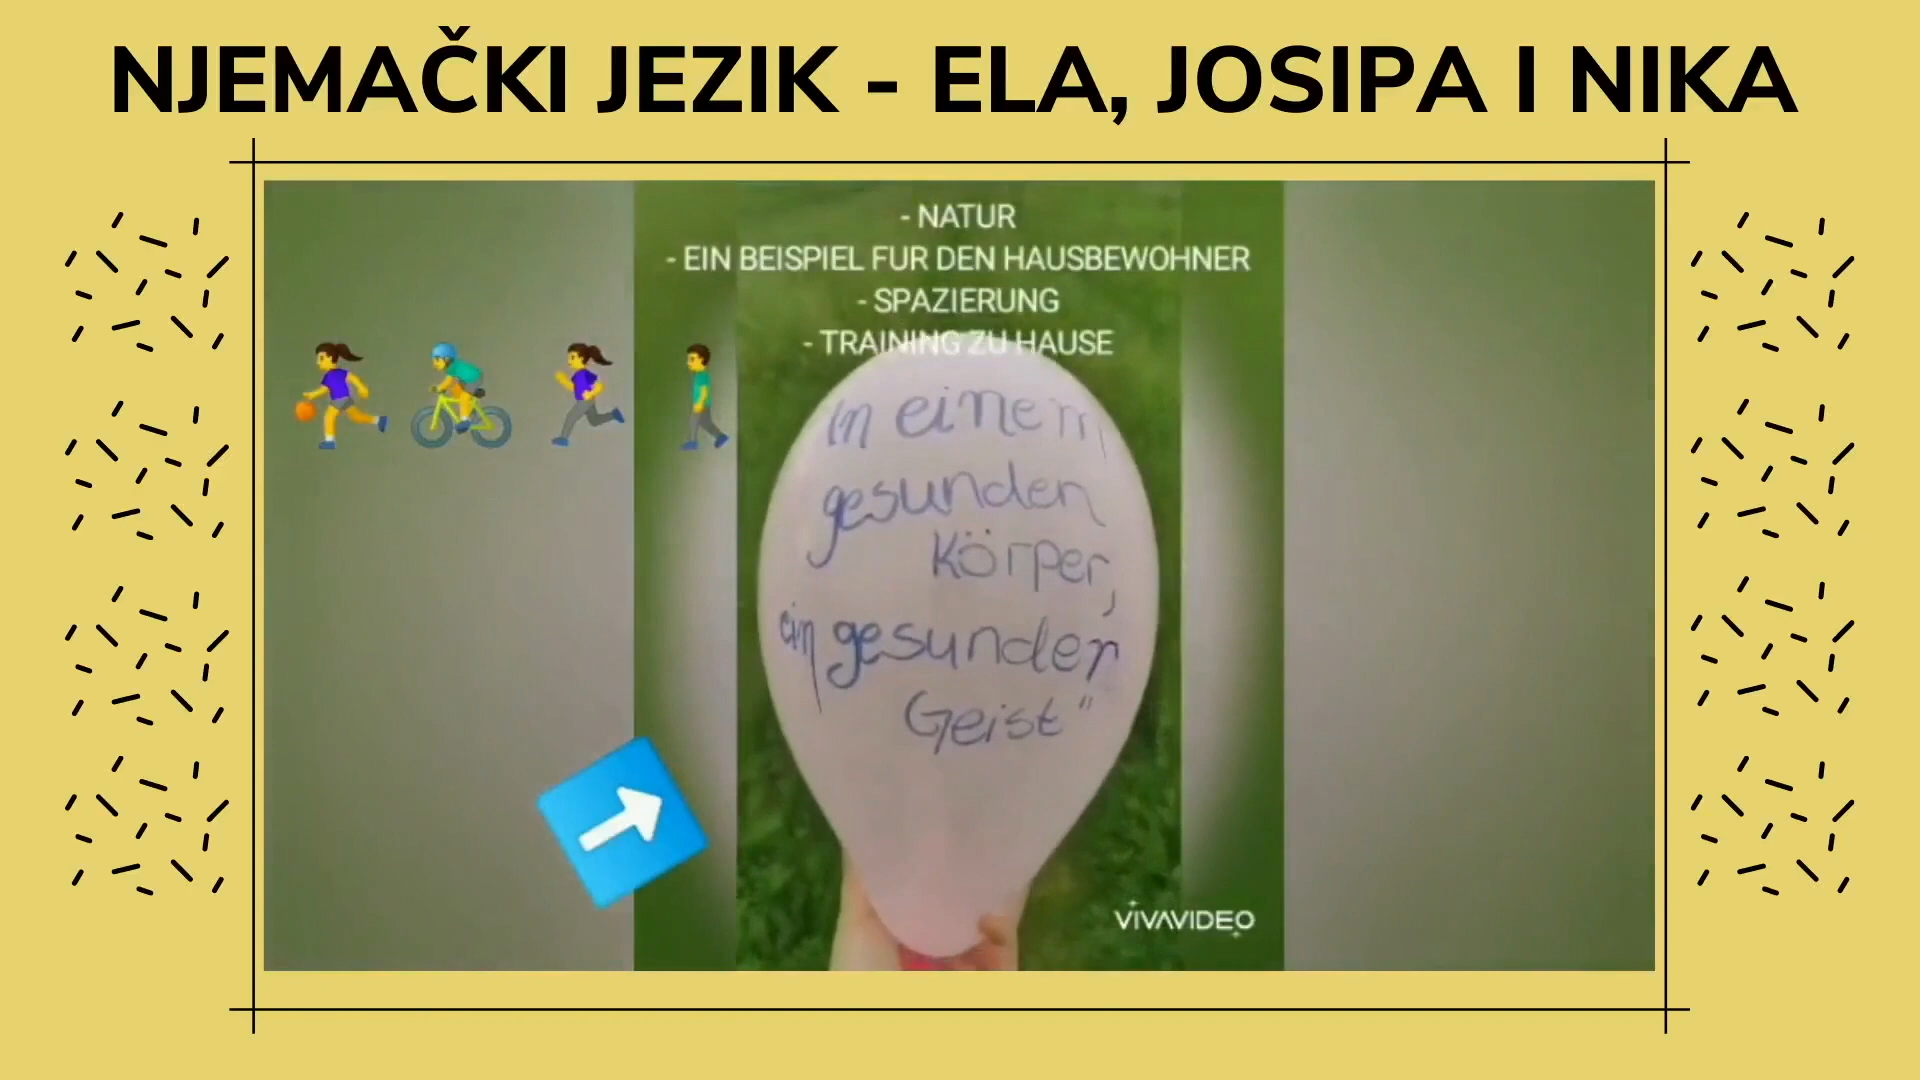 NJEMAČKI JEZIK - ELA, JOSIPA I NIKA
- NATUR
- EIN BEISPIEL FUR DEN HAUSBEWOHNER
- SPAZIERUNG
- TRAINING ZU HAUSE
In einem
gesunden
Körper,
ein gesunder
Geist"
VIVAVIDEO